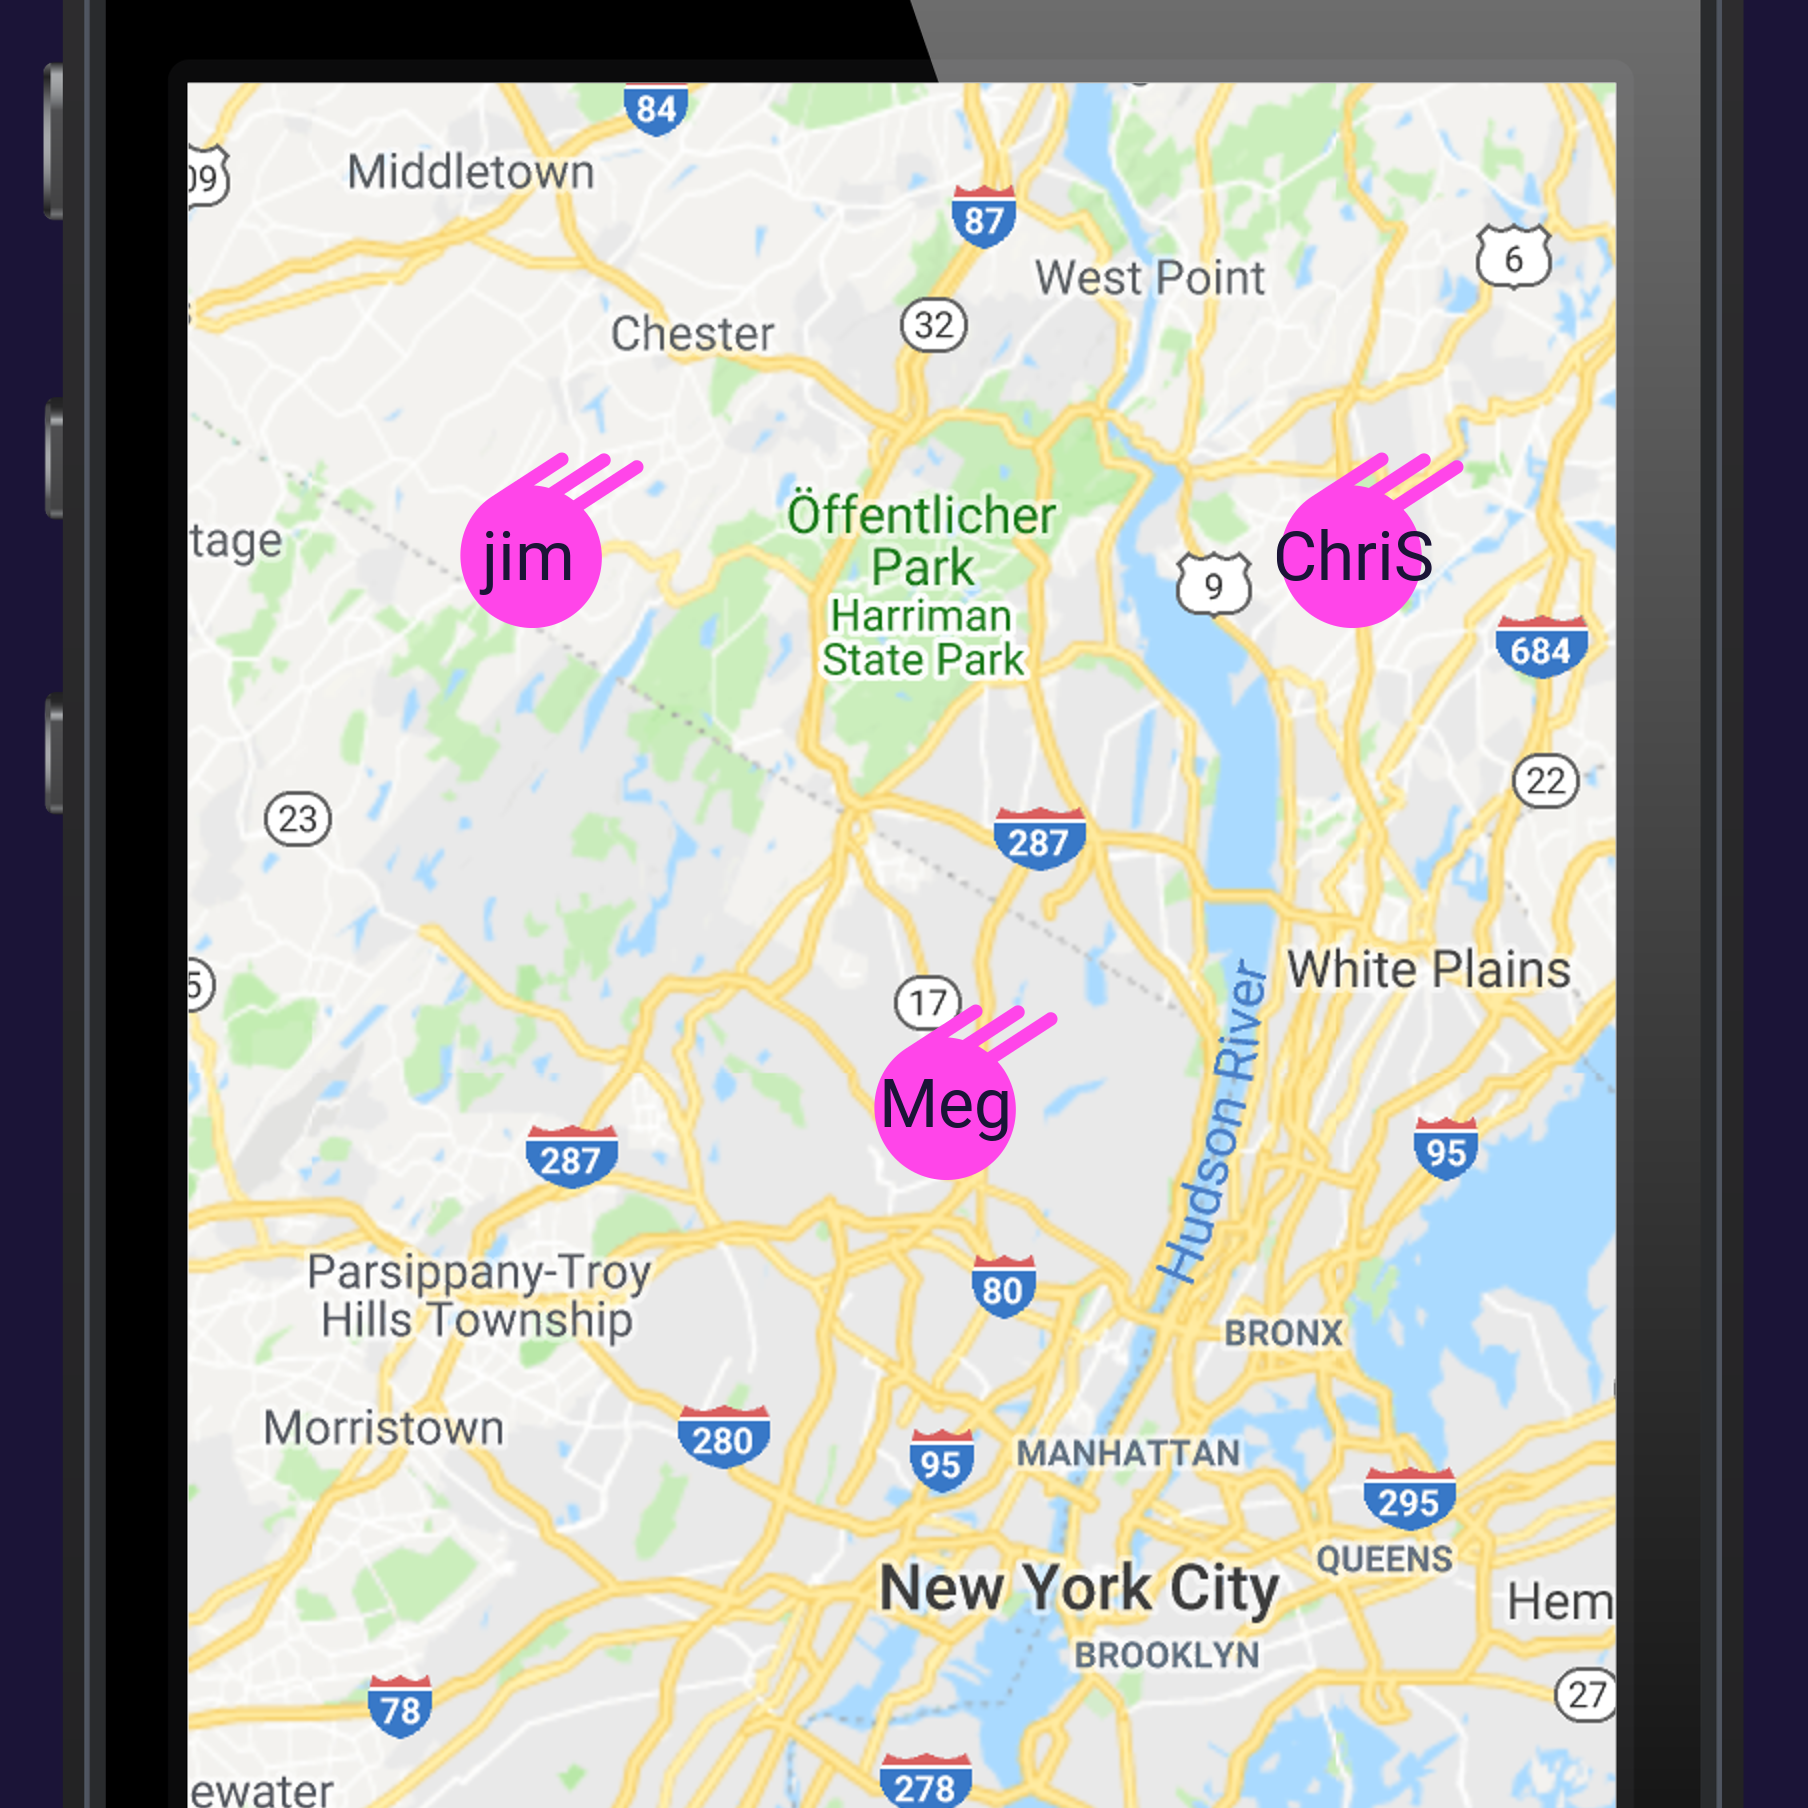 84
Middletown
09
87
6
West Point
32
Chester
jim
ChriS
Öffentlicher
Park
Harriman
State Park
tage
9
684
22
23
287
White Plains
5
17
Hudson River
Meg
95
287
Parsippany-Troy
Hills Township
80
BRONX
Morristown
280
95
MANHATTAN
295
QUEENS
New York City
Hem
BROOKLYN
27
78
278
ewater